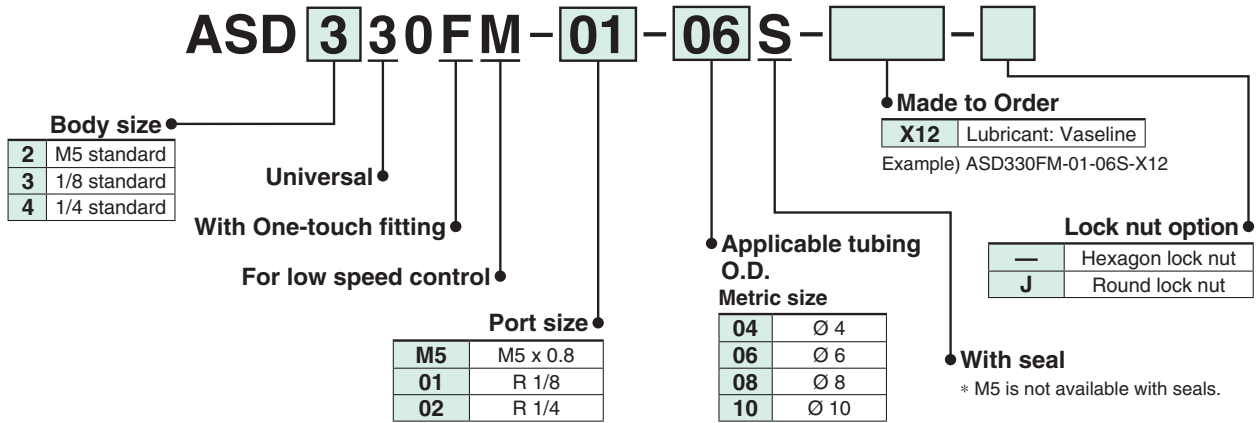 ASD 3 3 0 F M – 01 – 06 S – –
Body size
2 M5 standard
3 1/8 standard
4 1/4 standard
Universal
With One-touch fitting
For low speed control
Port size
M5 M5 x 0.8
01 R 1/8
02 R 1/4
Applicable tubing
O.D.
Metric size
04 Ø 4
06 Ø 6
08 Ø 8
10 Ø 10
Made to Order
X12 Lubricant: Vaseline
Example) ASD330FM-01-06S-X12
With seal
* M5 is not available with seals.
Lock nut option
— Hexagon lock nut
J Round lock nut